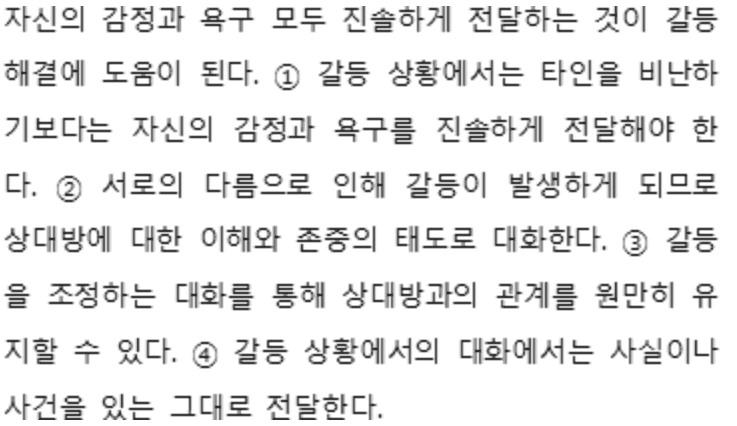 자신의 감정과 욕구 모두 진솔하게 전달하는 것이 갈등
해결에 도움이 된다. ① 갈등 상황에서는 타인을 비난하
기보다는 자신의 감정과 욕구를 진솔하게 전달해야 한
다. ② 서로의 다름으로 인해 갈등이 발생하게 되므로
상대방에 대한 이해와 존중의 태도로 대화한다. ③ 갈등
을 조정하는 대화를 통해 상대방과의 관계를 원만히 유
지할 수 있다. ④ 갈등 상황에서의 대화에서는 사실이나
사건을 있는 그대로 전달한다.